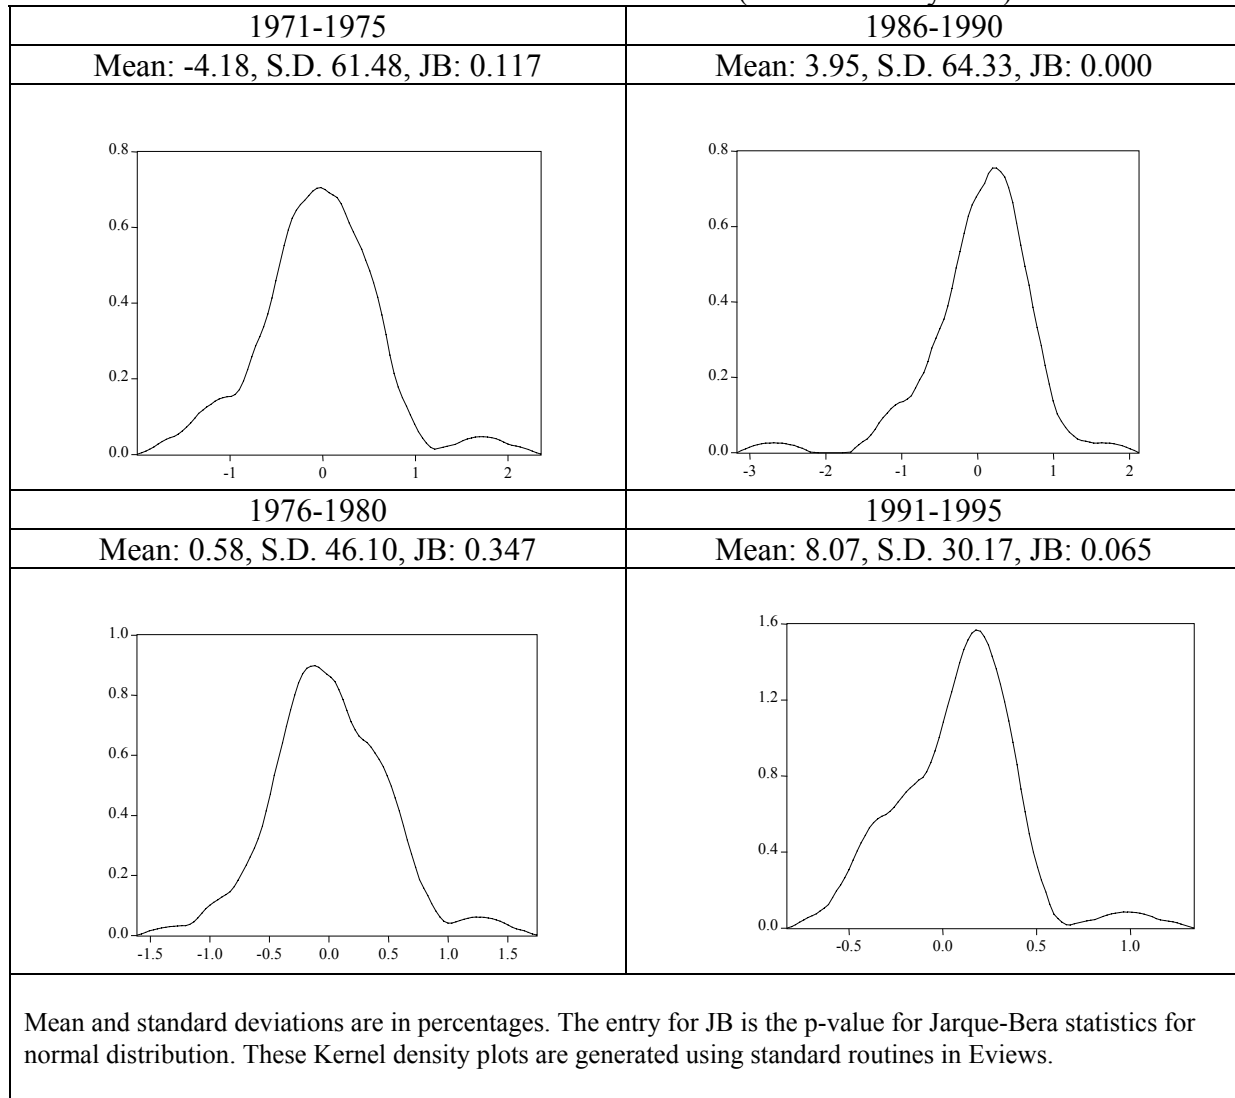 1971-1975
1986-1990
Mean: -4.18, S.D. 61.48, JB: 0.117
Mean: 3.95, S.D. 64.33, JB: 0.000
0.8
0.6
0.4
0.2
0.0
-1 0 1 2
0.8
0.6
0.4
0.2
0.0
-3 -2 -1 0 1 2
1976-1980
1991-1995
Mean: 0.58, S.D. 46.10, JB: 0.347
Mean: 8.07, S.D. 30.17, JB: 0.065
1.0
0.8
0.6
0.4
0.2
0.0
-1.5 -1.0 -0.5 0.0 0.5 1.0 1.5
1.6
1.2
0.8
0.4
0.0
-0.5 0.0 0.5 1.0
Mean and standard deviations are in percentages. The entry for JB is the p-value for Jarque-Bera statistics for
normal distribution. These Kernel density plots are generated using standard routines in Eviews.